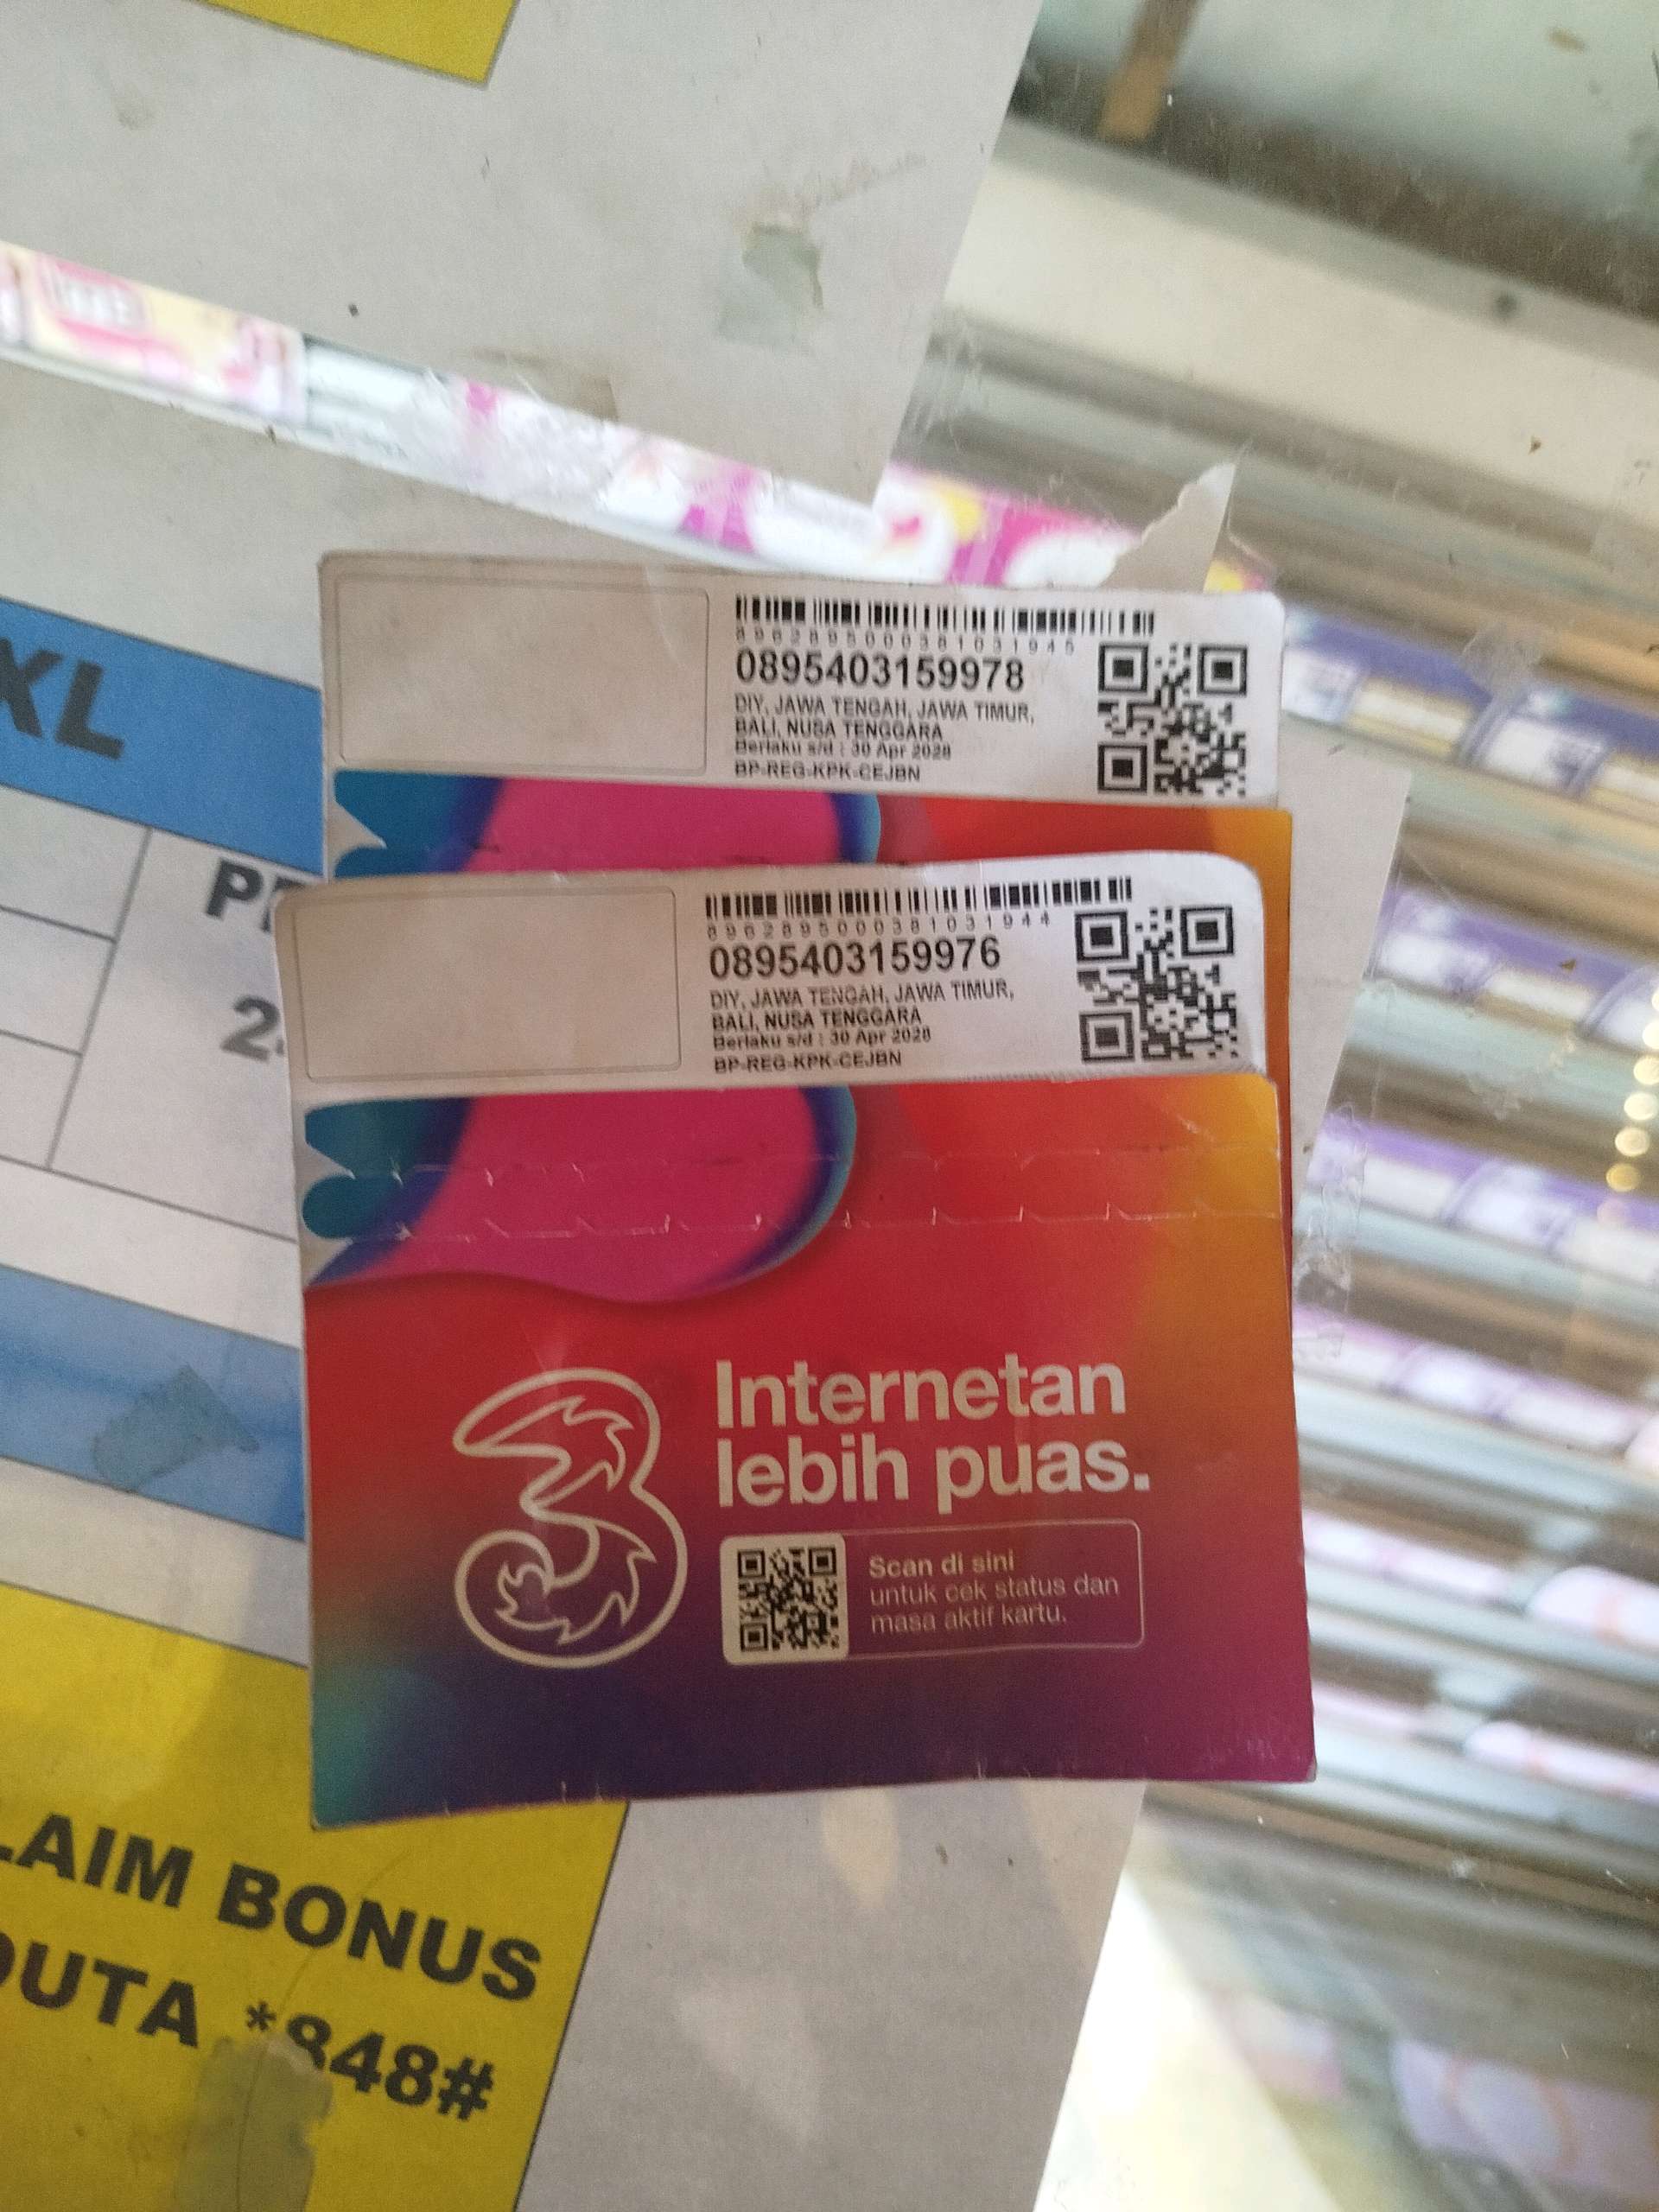 XL
8962895000381031945
0895403159978
DIY, JAWA TENGAH, JAWA TIMUR,
BALI, NUSA TENGGARA
Berlaku s/d : 30 Apr 2028
BP-REG-KPK-CEJBN
8962895000381031944
0895403159976
DIY, JAWA TENGAH, JAWA TIMUR,
BALI, NUSA TENGGARA
Berlaku s/d : 30 Apr 2028
BP-REG-KPK-CEJBN
3
Internetan
lebih puas.
Scan di sini
untuk cek status dan
masa aktif kartu.
LAIM BONUS
OUTA *848#